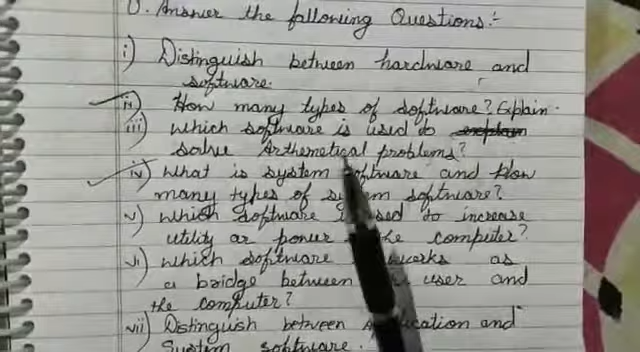 Answer the following Questions:-
i) Distinguish between hardware and
software.
ii) How many types of software? Explain.
iii) which software is used to
solve Arthemetical problems?
iv) what is system software and How
many types of system software?
v) which software is used to increase
utility or power the computer?
vi) which software works as
a bridge between user and
the computer?
vii) Distinguish between Application and
System software.